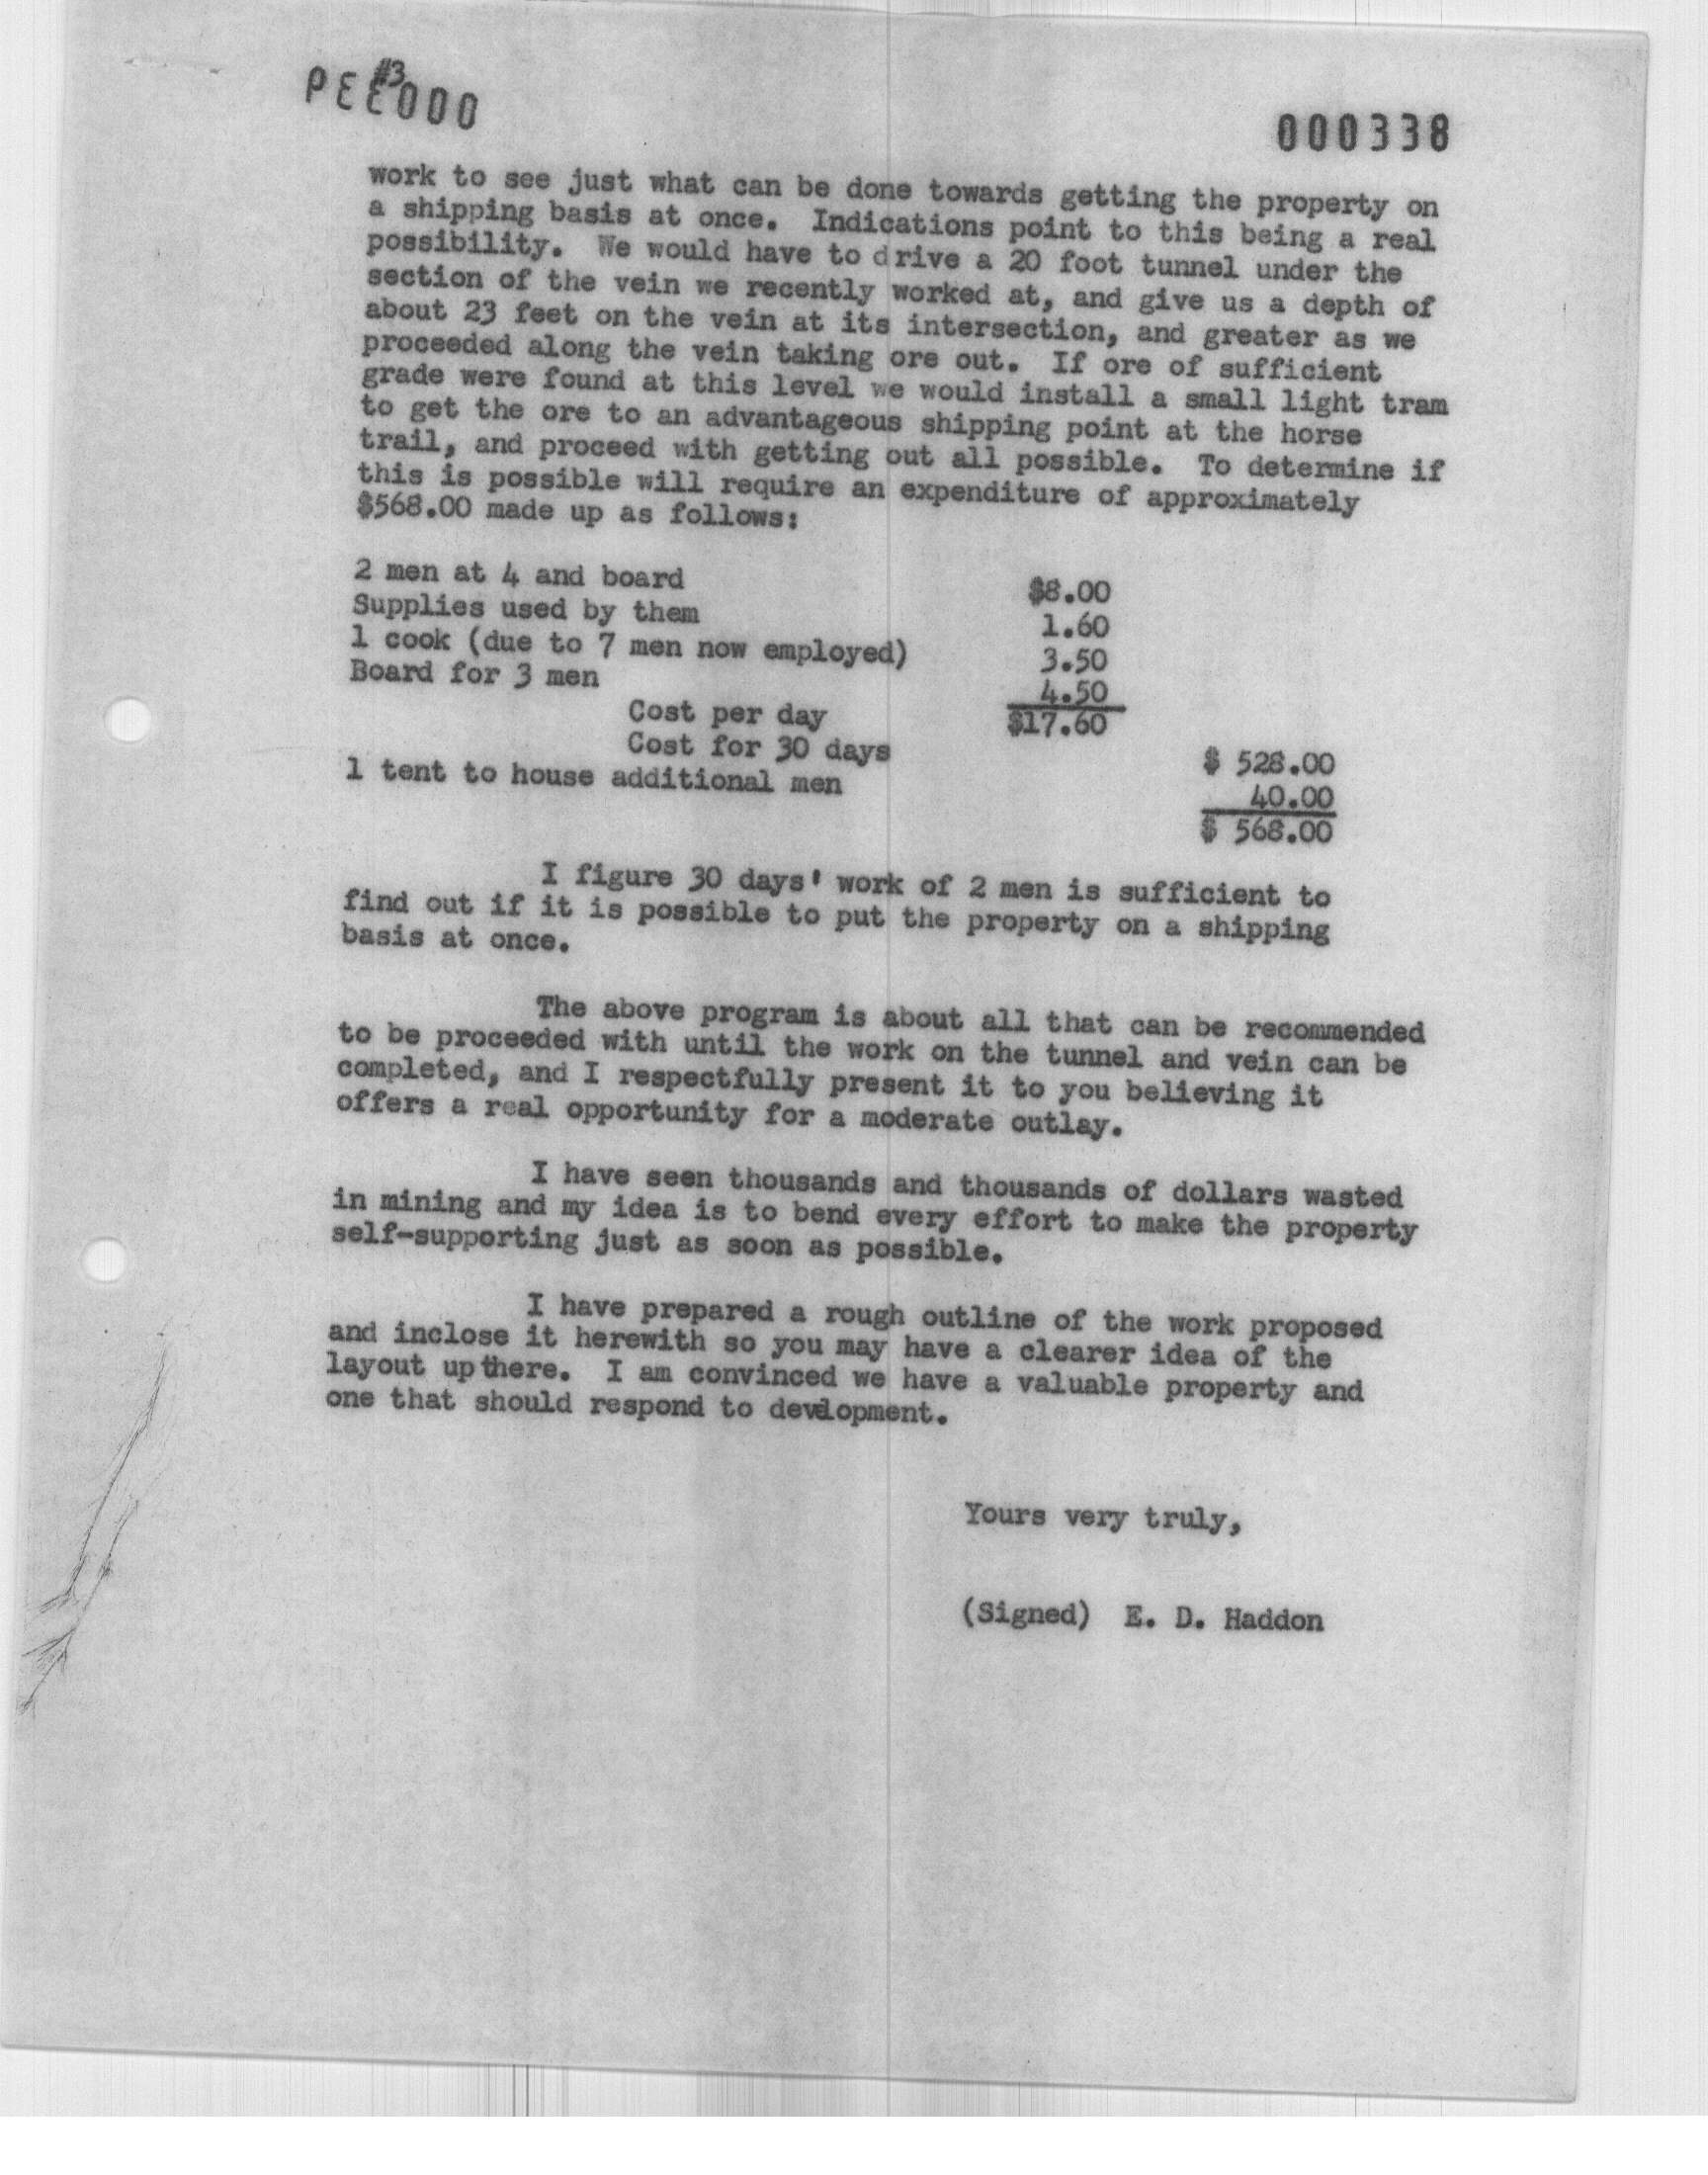 #3
PEE000
000338
work to see just what can be done towards getting the property on
a shipping basis at once. Indications point to this being a real
possibility. We would have to drive a 20 foot tunnel under the
section of the vein we recently worked at, and give us a depth of
about 23 feet on the vein at its intersection, and greater as we
proceeded along the vein taking ore out. If ore of sufficient
grade were found at this level we would install a small light tram
to get the ore to an advantageous shipping point at the horse
trail, and proceed with getting out all possible. To determine if
this is possible will require an expenditure of approximately
$568.00 made up as follows:
2 men at 4 and board $8.00
Supplies used by them 1.60
1 cook (due to 7 men now employed) 3.50
Board for 3 men 4.50
Cost per day $17.60
Cost for 30 days $ 528.00
1 tent to house additional men 40.00
$ 568.00
I figure 30 days' work of 2 men is sufficient to
find out if it is possible to put the property on a shipping
basis at once.
The above program is about all that can be recommended
to be proceeded with until the work on the tunnel and vein can be
completed, and I respectfully present it to you believing it
offers a real opportunity for a moderate outlay.
I have seen thousands and thousands of dollars wasted
in mining and my idea is to bend every effort to make the property
self-supporting just as soon as possible.
I have prepared a rough outline of the work proposed
and inclose it herewith so you may have a clearer idea of the
layout up there. I am convinced we have a valuable property and
one that should respond to development.
Yours very truly,
(Signed) E. D. Haddon